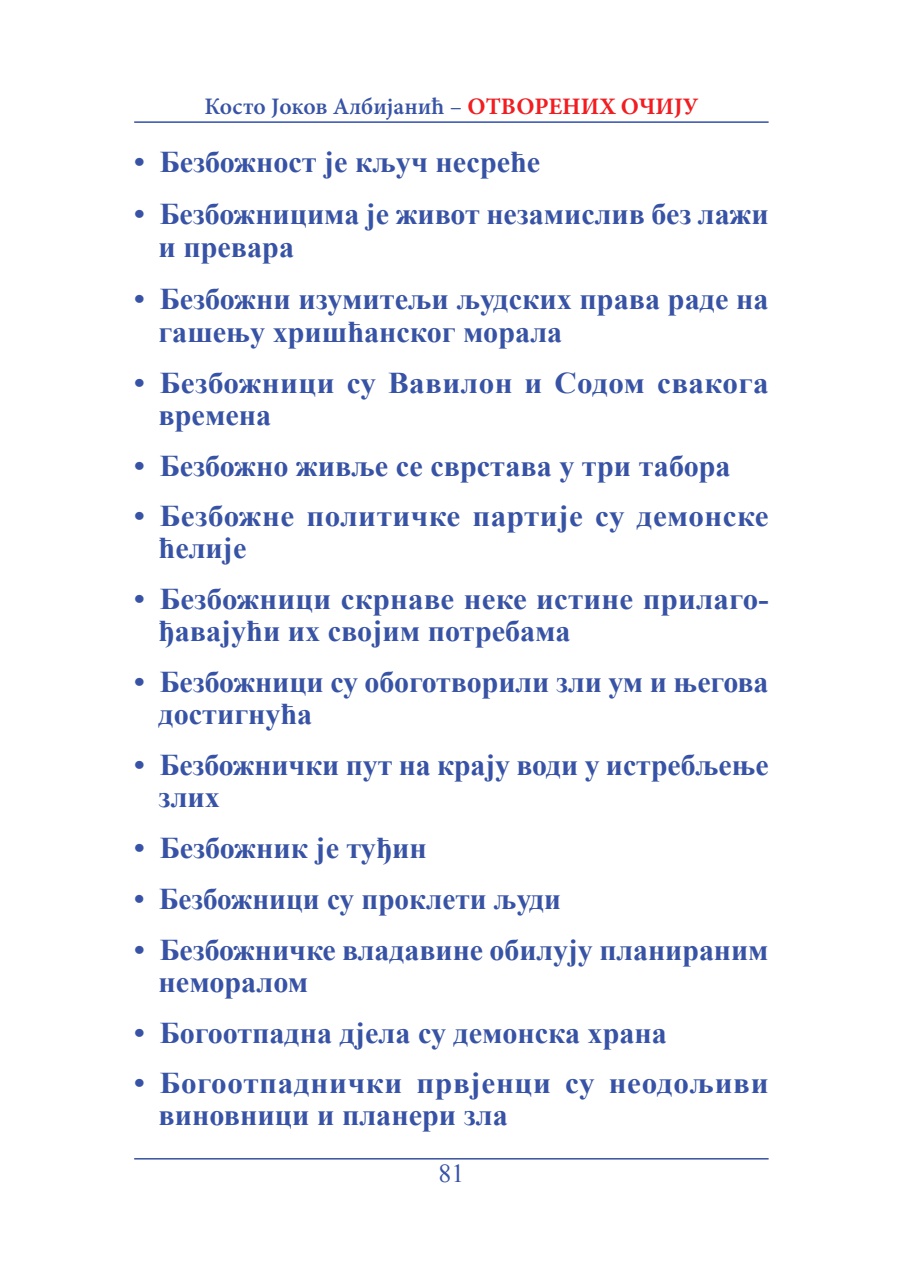 Косто Јоков Албијанић – ОТВОРЕНИХ ОЧИЈУ
• Безбожност је кључ несреће
• Безбожницима је живот незамислив без лажи
и превара
• Безбожни изумитељи људских права раде на
гашењу хришћанског морала
• Безбожници су Вавилон и Содом свакога
времена
• Безбожно живље се сврстава у три табора
• Безбожне политичке партије су демонске
ћелије
• Безбожници скрнаве неке истине прилаго-
ђавајући их својим потребама
• Безбожници су обоготворили зли ум и његова
достигнућа
• Безбожнички пут на крају води у истребљење
злих
• Безбожник је туђин
• Безбожници су проклети људи
• Безбожничке владавине обилују планираним
неморалом
• Богоотпадна дјела су демонска храна
• Богоотпаднички првјенци су неодољиви
виновници и планери зла
81